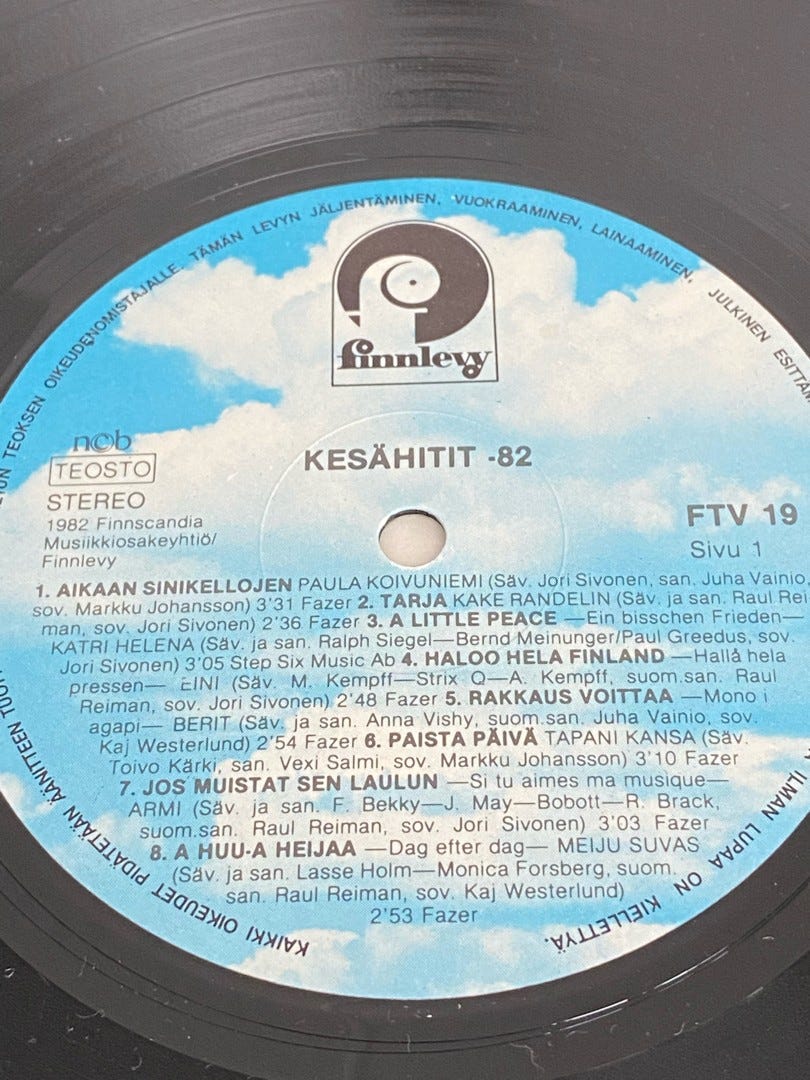 TION TEOKSEN OIKEUDENOMISTAJALLE. TÄMÄN LEVYN JÄLJENTÄMINEN, VUOKRAAMINEN, LAINAAMINEN, JULKINEN ESITTÄM
finnlevy
n©b
TEOSTO
STEREO
1982 Finnscandia
Musiikkiosakeyhtiö/
Finnlevy
KESÄHITIT -82
FTV 19
Sivu 1
1. AIKAAN SINIKELLOJEN PAULA KOIVUNIEMI (Säv. Jori Sivonen, san. Juha Vainio,
sov. Markku Johansson) 3'31 Fazer 2. TARJA KAKE RANDELIN (Säv. ja san. Raul Rei-
man, sov. Jori Sivonen) 2'36 Fazer 3. A LITTLE PEACE —Ein bisschen Frieden—
KATRI HELENA (Säv. ja san. Ralph Siegel—Bernd Meinunger/Paul Greedus, sov.
Jori Sivonen) 3'05 Step Six Music Ab 4. HALOO HELA FINLAND —Hallå hela
pressen— EINI (Säv. M. Kempff—Strix Q—A. Kempff, suom.san. Raul
Reiman, sov. Jori Sivonen) 2'48 Fazer 5. RAKKAUS VOITTAA —Mono i
agapi— BERIT (Säv. ja san. Anna Vishy, suom.san. Juha Vainio, sov.
Kaj Westerlund) 2'54 Fazer 6. PAISTA PÄIVÄ TAPANI KANSA (Säv.
Toivo Kärki, san. Vexi Salmi, sov. Markku Johansson) 3'10 Fazer
7. JOS MUISTAT SEN LAULUN —Si tu aimes ma musique—
ARMI (Säv. ja san. F. Bekky—J. May—Bobott—R. Brack,
suom.san. Raul Reiman, sov. Jori Sivonen) 3'03 Fazer
8. A HUU-A HEIJAA —Dag efter dag— MEIJU SUVAS
(Säv. ja san. Lasse Holm—Monica Forsberg, suom.
san. Raul Reiman, sov. Kaj Westerlund)
2'53 Fazer
ILMAN LUPAA ON KIELLETTYÄ.
KAIKKI OIKEUDET PIDÄTETÄÄN ÄÄNITTEEN